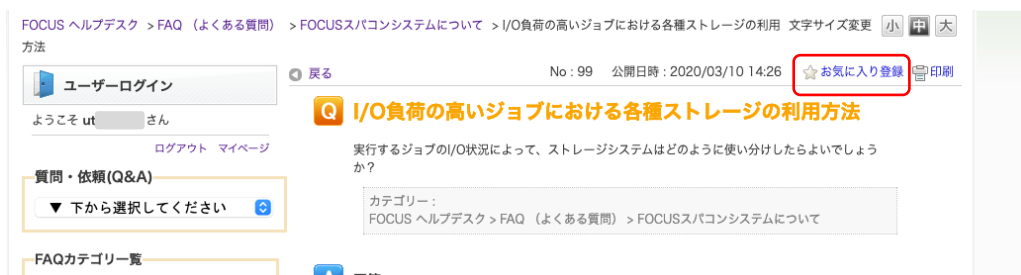 FOCUS ヘルプデスク > FAQ （よくある質問） > FOCUSスパコンシステムについて > I/O負荷の高いジョブにおける各種ストレージの利用方法
文字サイズ変更 小 中 大
ユーザーログイン
ようこそ ut さん
ログアウト マイページ
質問・依頼(Q&A)
▼ 下から選択してください
FAQカテゴリ一覧
戻る
No : 99 公開日時 : 2020/03/10 14:26 お気に入り登録 印刷
Q I/O負荷の高いジョブにおける各種ストレージの利用方法
実行するジョブのI/O状況によって、ストレージシステムはどのように使い分けしたらよいでしょう
か？
カテゴリー :
FOCUS ヘルプデスク > FAQ （よくある質問） > FOCUSスパコンシステムについて